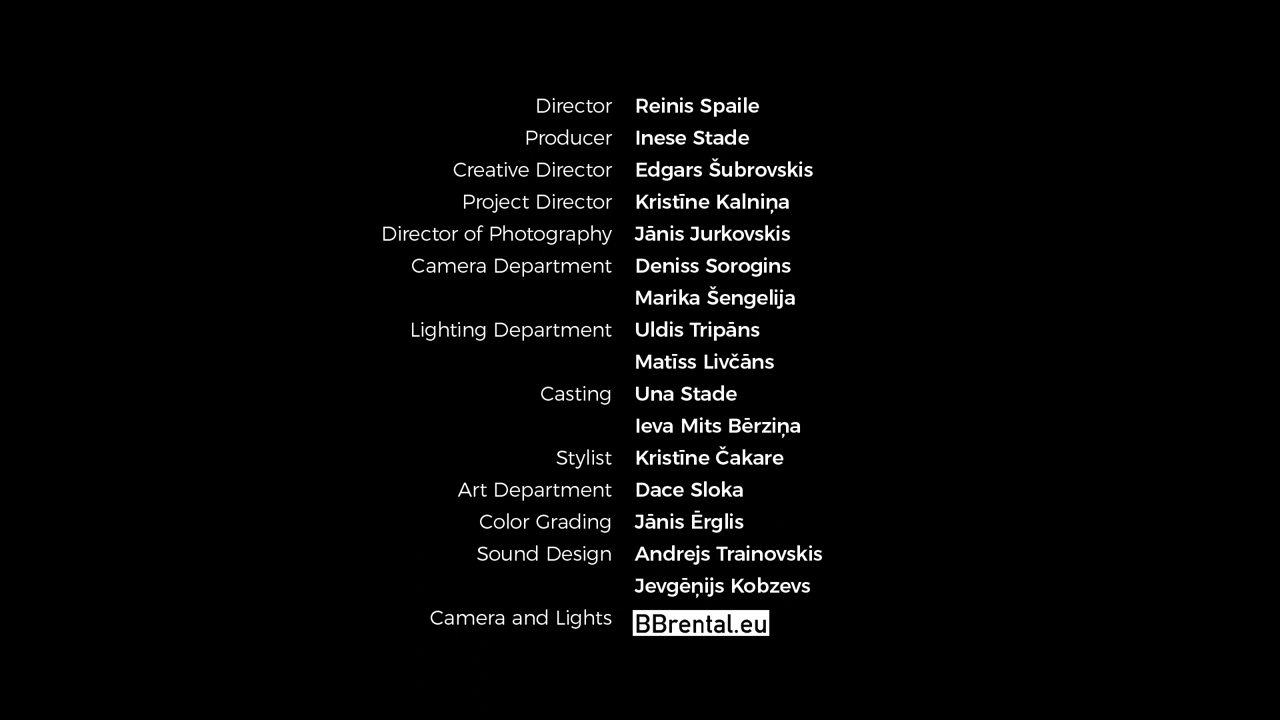 Director Reinis Spaile
Producer Inese Stade
Creative Director Edgars Šubrovskis
Project Director Kristīne Kalniņa
Director of Photography Jānis Jurkovskis
Camera Department Deniss Sorogins
Marika Šengelija
Lighting Department Uldis Tripāns
Matīss Livčāns
Casting Una Stade
Ieva Mits Bērziņa
Stylist Kristīne Čakare
Art Department Dace Sloka
Color Grading Jānis Ērglis
Sound Design Andrejs Trainovskis
Jevgēņijs Kobzevs
Camera and Lights BBrental.eu